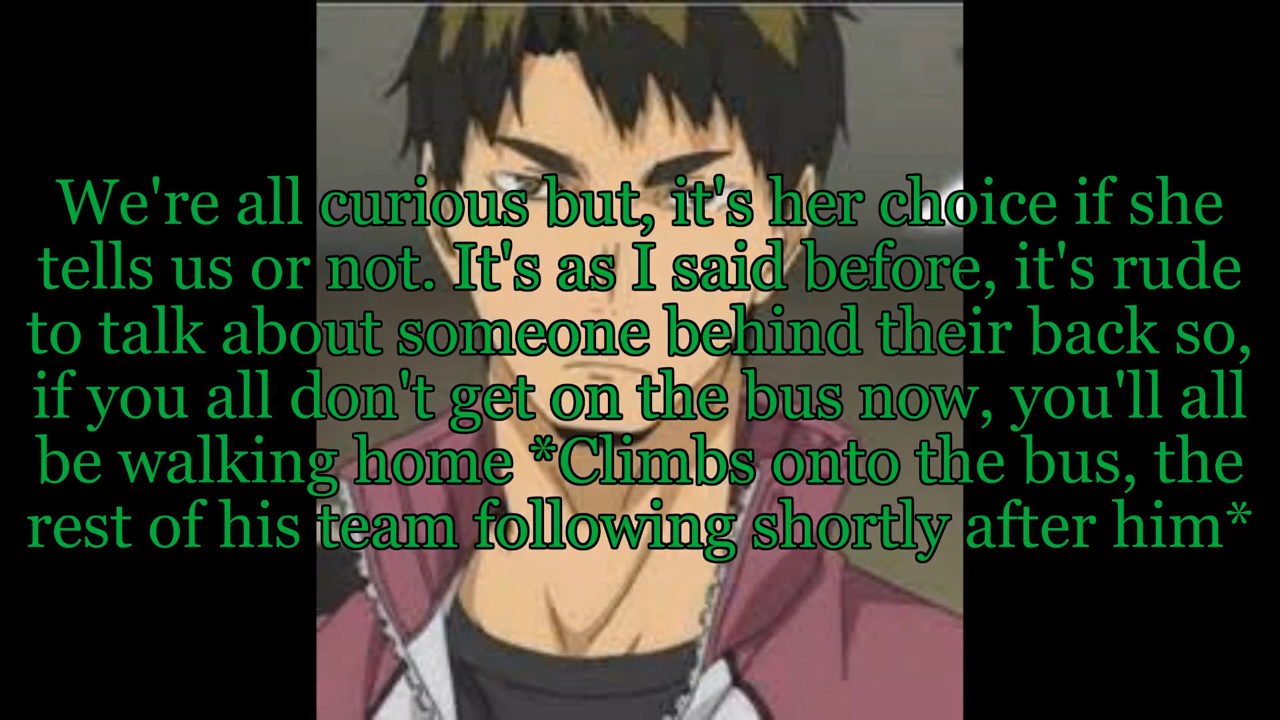 We're all curious but, it's her choice if she
tells us or not. It's as I said before, it's rude
to talk about someone behind their back so,
if you all don't get on the bus now, you'll all
be walking home *Climbs onto the bus, the
rest of his team following shortly after him*